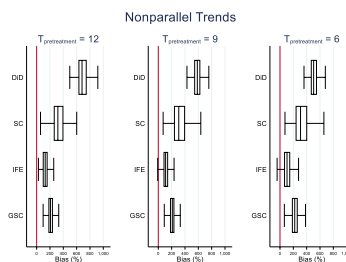 Nonparallel Trends
Tpretreatment = 12
Tpretreatment = 9
Tpretreatment = 6
DiD
SC
IFE
GSC
0 200 400 600 800 1,000
Bias (%)
DiD
SC
IFE
GSC
0 200 400 600 800 1,000
Bias (%)
DiD
SC
IFE
GSC
0 200 400 600 800 1,0
Bias (%)